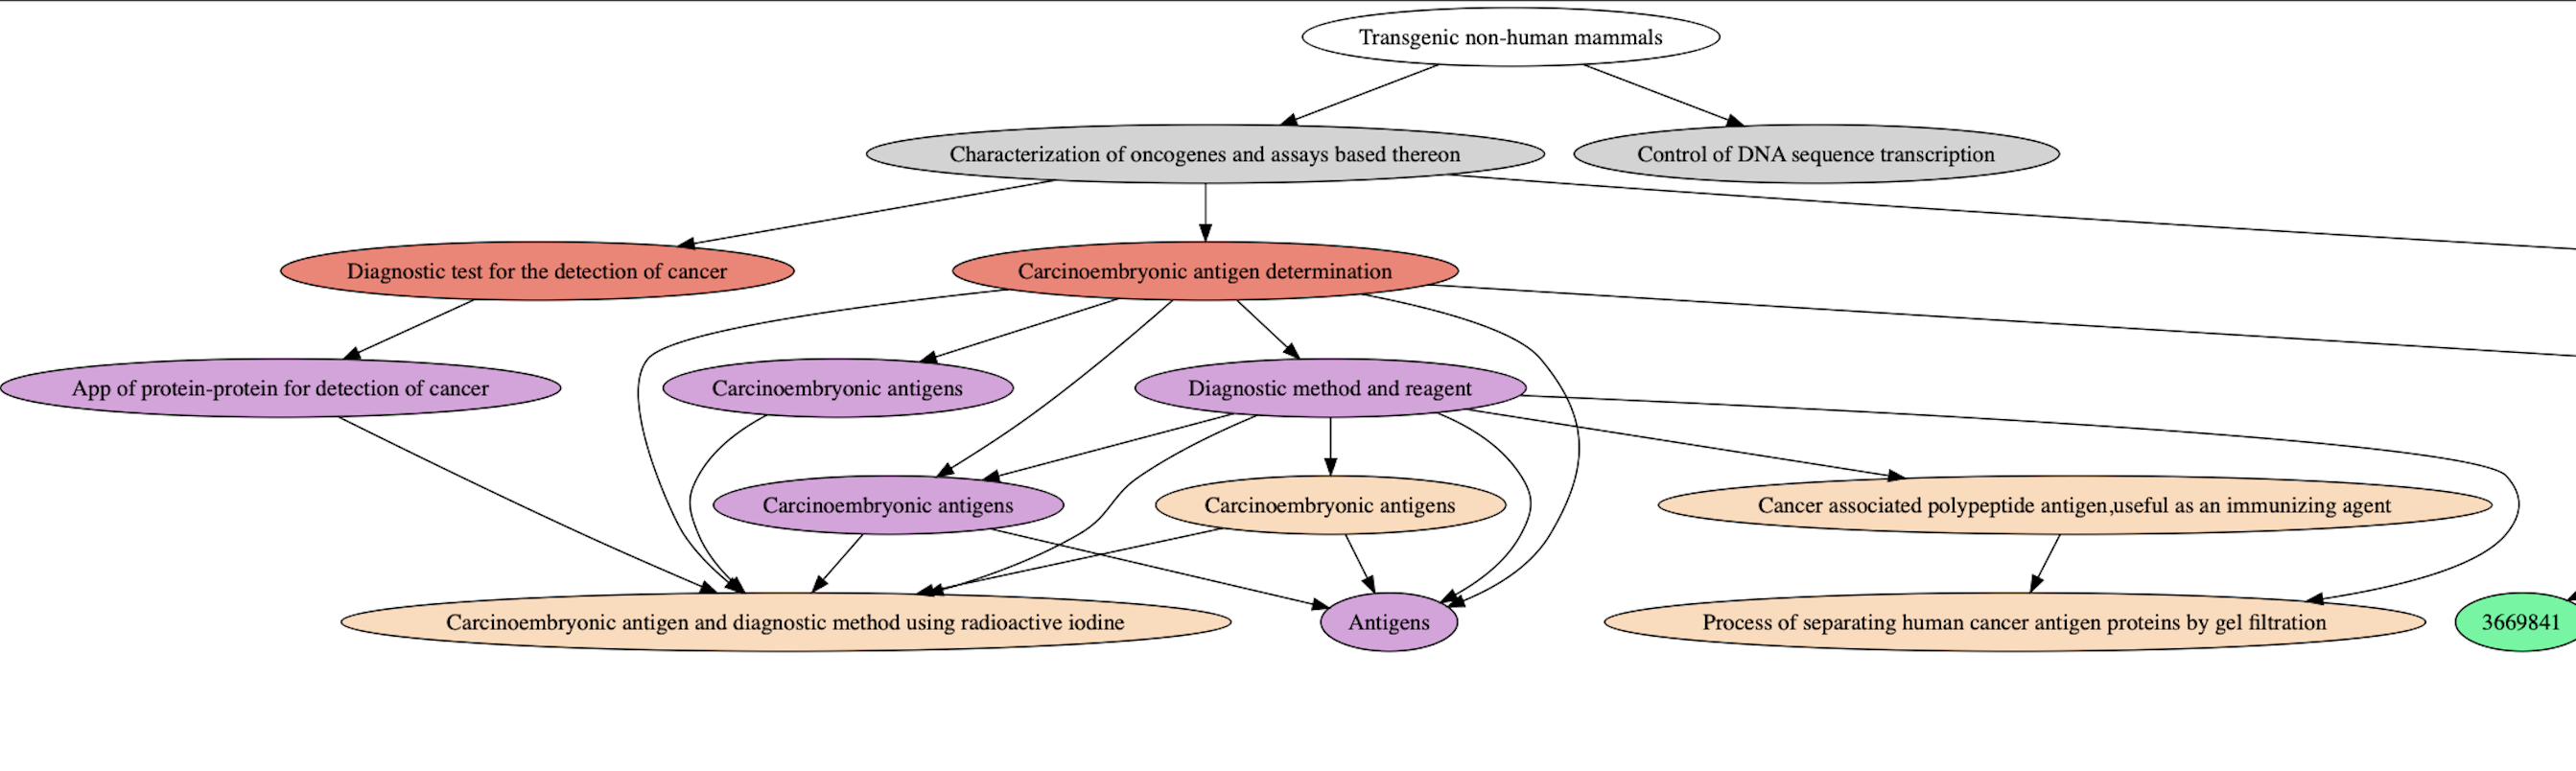 Transgenic non-human mammals
Characterization of oncogenes and assays based thereon
Control of DNA sequence transcription
Diagnostic test for the detection of cancer
Carcinoembryonic antigen determination
App of protein-protein for detection of cancer
Carcinoembryonic antigens
Diagnostic method and reagent
Carcinoembryonic antigens
Carcinoembryonic antigens
Cancer associated polypeptide antigen,useful as an immunizing agent
Carcinoembryonic antigen and diagnostic method using radioactive iodine
Antigens
Process of separating human cancer antigen proteins by gel filtration
3669841